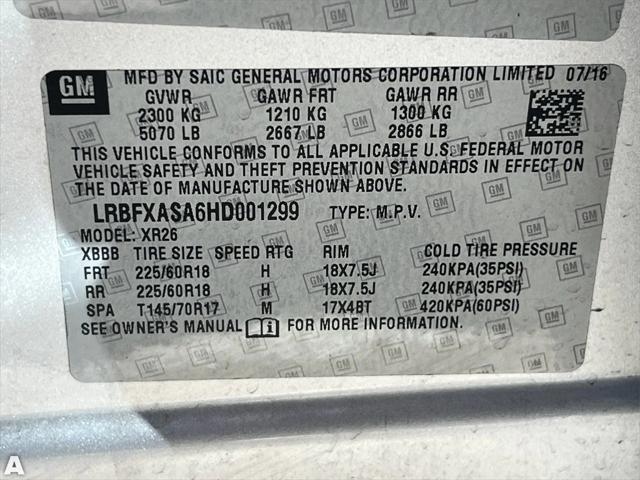 GM MFD BY SAIC GENERAL MOTORS CORPORATION LIMITED 07/16
GVWR GAWR FRT GAWR RR
2300 KG 1210 KG 1300 KG
5070 LB 2667 LB 2866 LB
THIS VEHICLE CONFORMS TO ALL APPLICABLE U.S. FEDERAL MOTOR
VEHICLE SAFETY AND THEFT PREVENTION STANDARDS IN EFFECT ON
THE DATE OF MANUFACTURE SHOWN ABOVE.
LRBFXASA6HD001299 TYPE: M.P.V.
MODEL: XR26
XBBB TIRE SIZE SPEED RTG RIM COLD TIRE PRESSURE
FRT 225/60R18 H 18X7.5J 240KPA(35PSI)
RR 225/60R18 H 18X7.5J 240KPA(35PSI)
SPA T145/70R17 M 17X4BT 420KPA(60PSI)
SEE OWNER'S MANUAL FOR MORE INFORMATION.
A